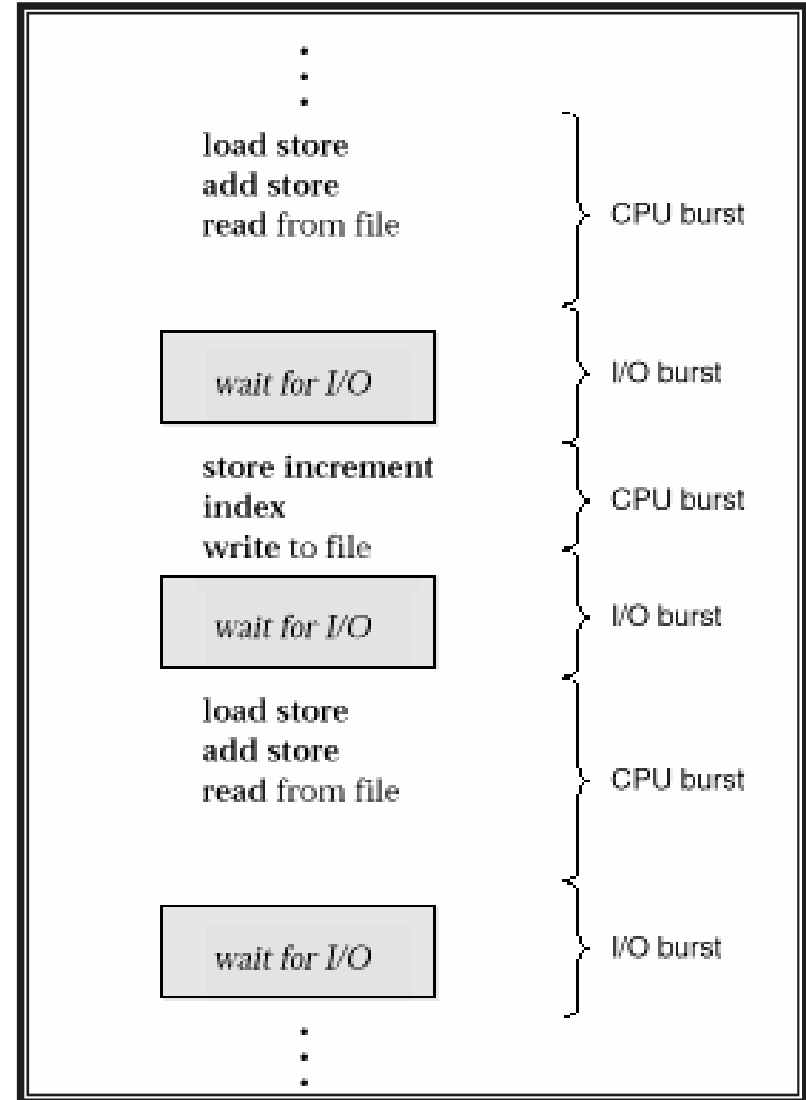 load store
add store
read from file
CPU burst
wait for I/O
I/O burst
store increment
index
write to file
CPU burst
wait for I/O
I/O burst
load store
add store
read from file
CPU burst
wait for I/O
I/O burst